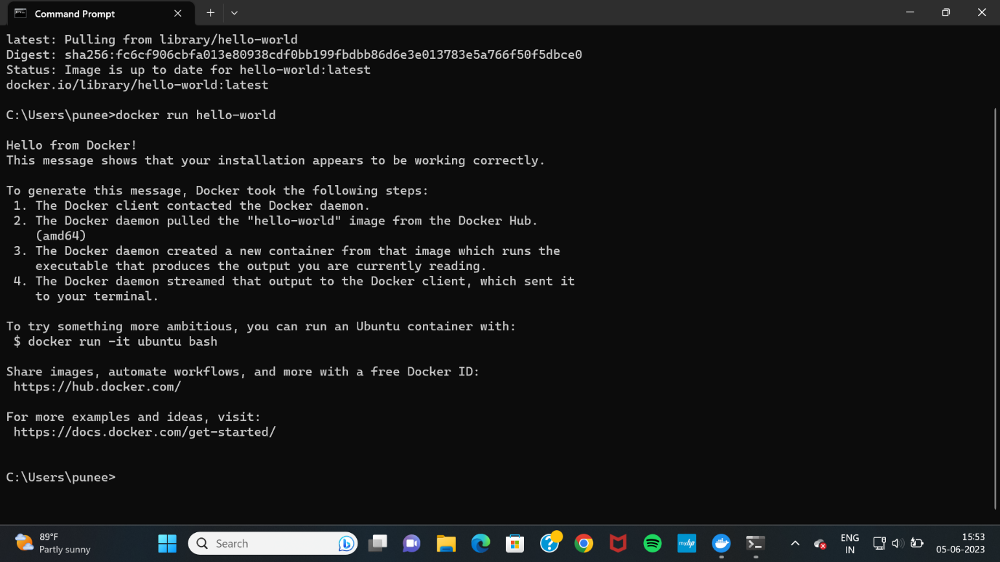 Command Prompt
latest: Pulling from library/hello-world
Digest: sha256:fc6cf906cbfa013e80938cdf0bb199fbdbb86d6e3e013783e5a766f50f5dbce0
Status: Image is up to date for hello-world:latest
docker.io/library/hello-world:latest
C:\Users\punee>docker run hello-world
Hello from Docker!
This message shows that your installation appears to be working correctly.
To generate this message, Docker took the following steps:
1. The Docker client contacted the Docker daemon.
2. The Docker daemon pulled the "hello-world" image from the Docker Hub.
(amd64)
3. The Docker daemon created a new container from that image which runs the
executable that produces the output you are currently reading.
4. The Docker daemon streamed that output to the Docker client, which sent it
to your terminal.
To try something more ambitious, you can run an Ubuntu container with:
$ docker run -it ubuntu bash
Share images, automate workflows, and more with a free Docker ID:
https://hub.docker.com/
For more examples and ideas, visit:
https://docs.docker.com/get-started/
C:\Users\punee>
89°F
Partly sunny
Search
myhp
ENG
IN
15:53
05-06-2023